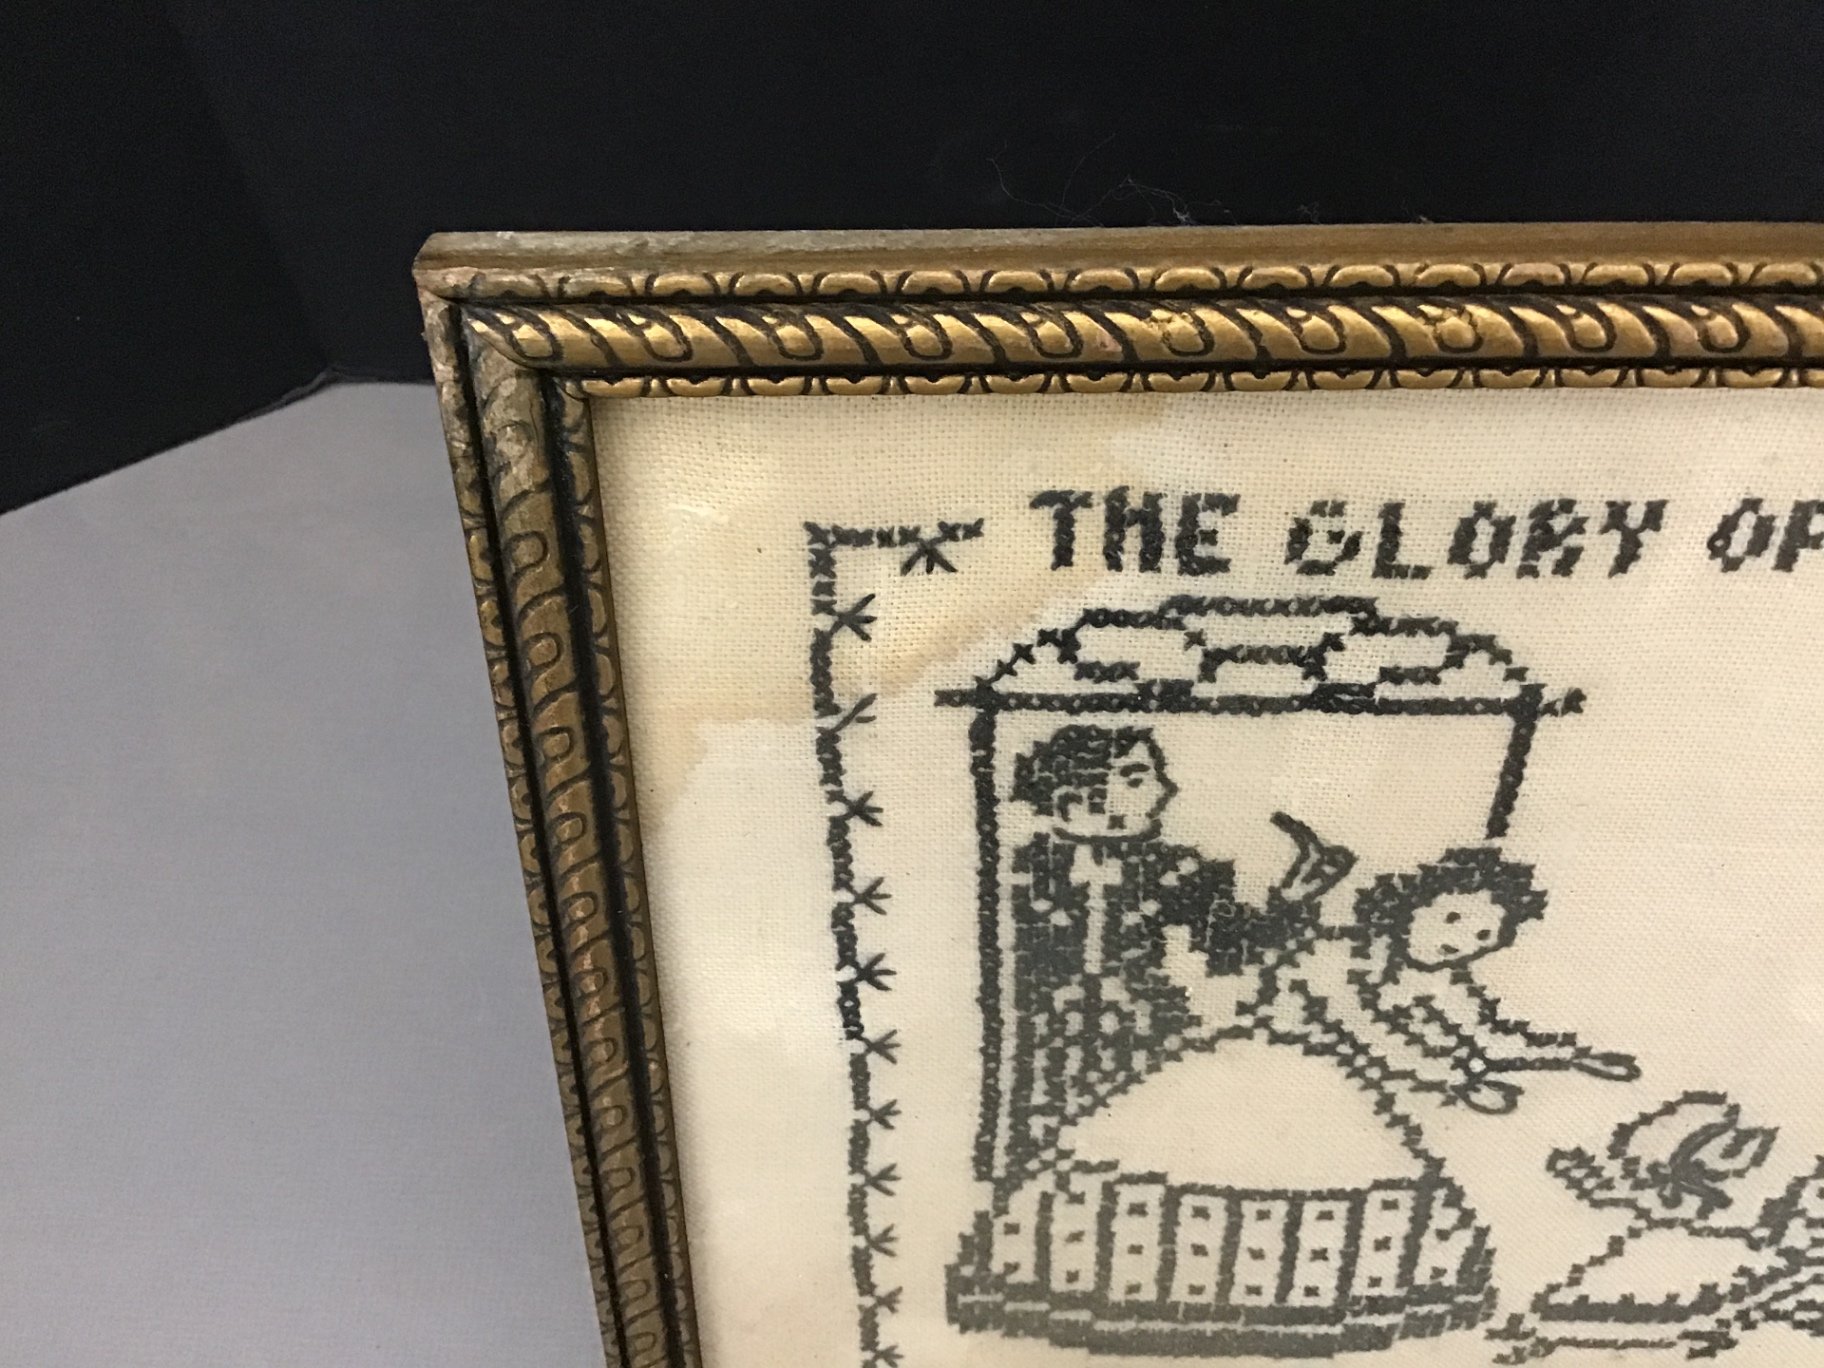 THE GLORY OF